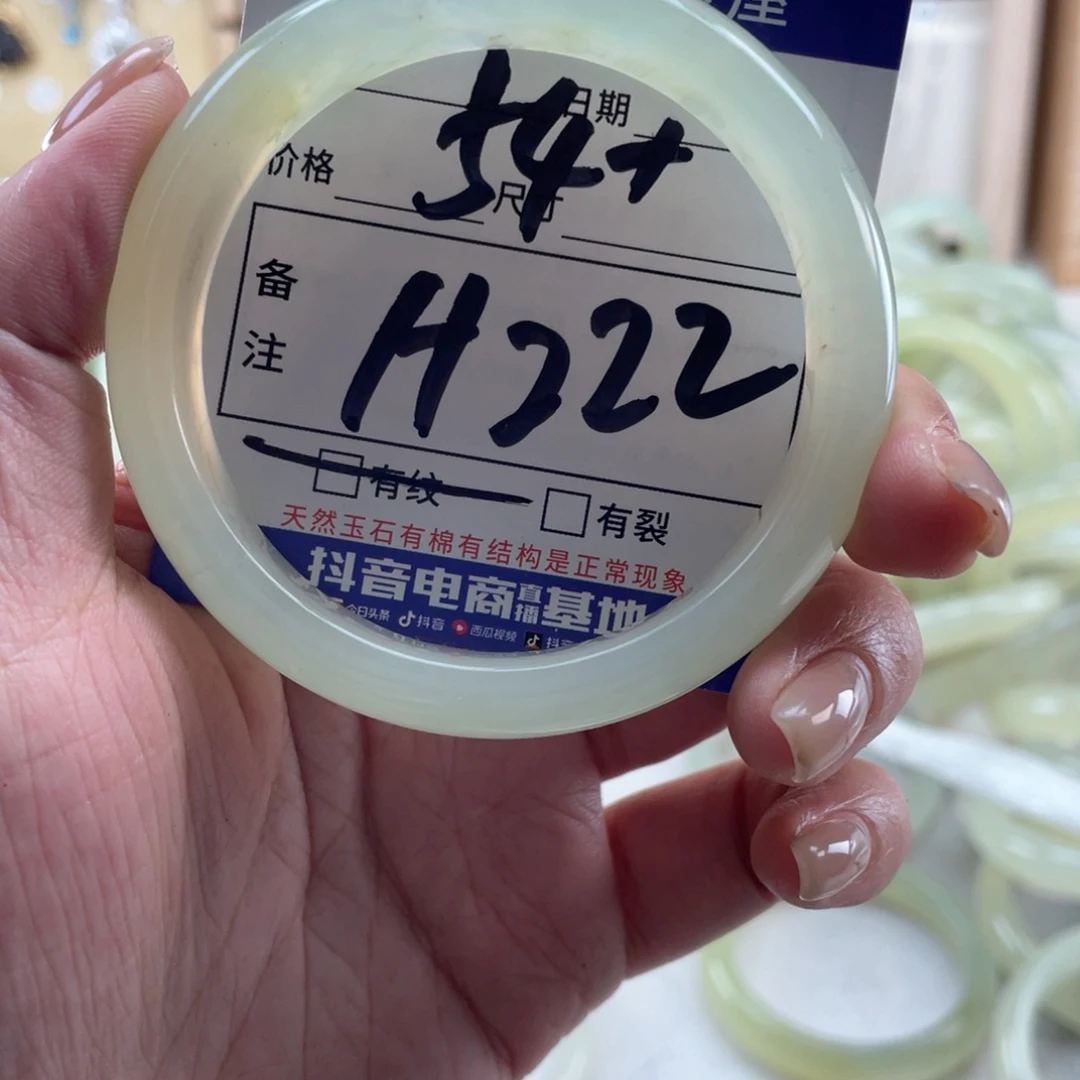 日期
54+
价格
尺寸
备注
H222
有纹
有裂
天然玉石有棉有结构是正常现象
抖音电商直播基地
今日头条 抖音 西瓜视频 抖